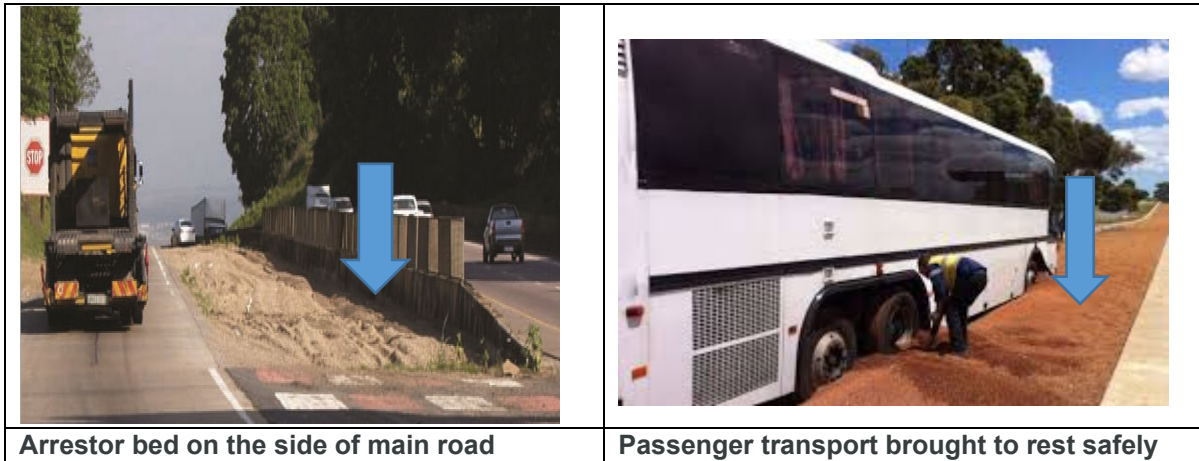 STOP
Arrestor bed on the side of main road
Passenger transport brought to rest safely